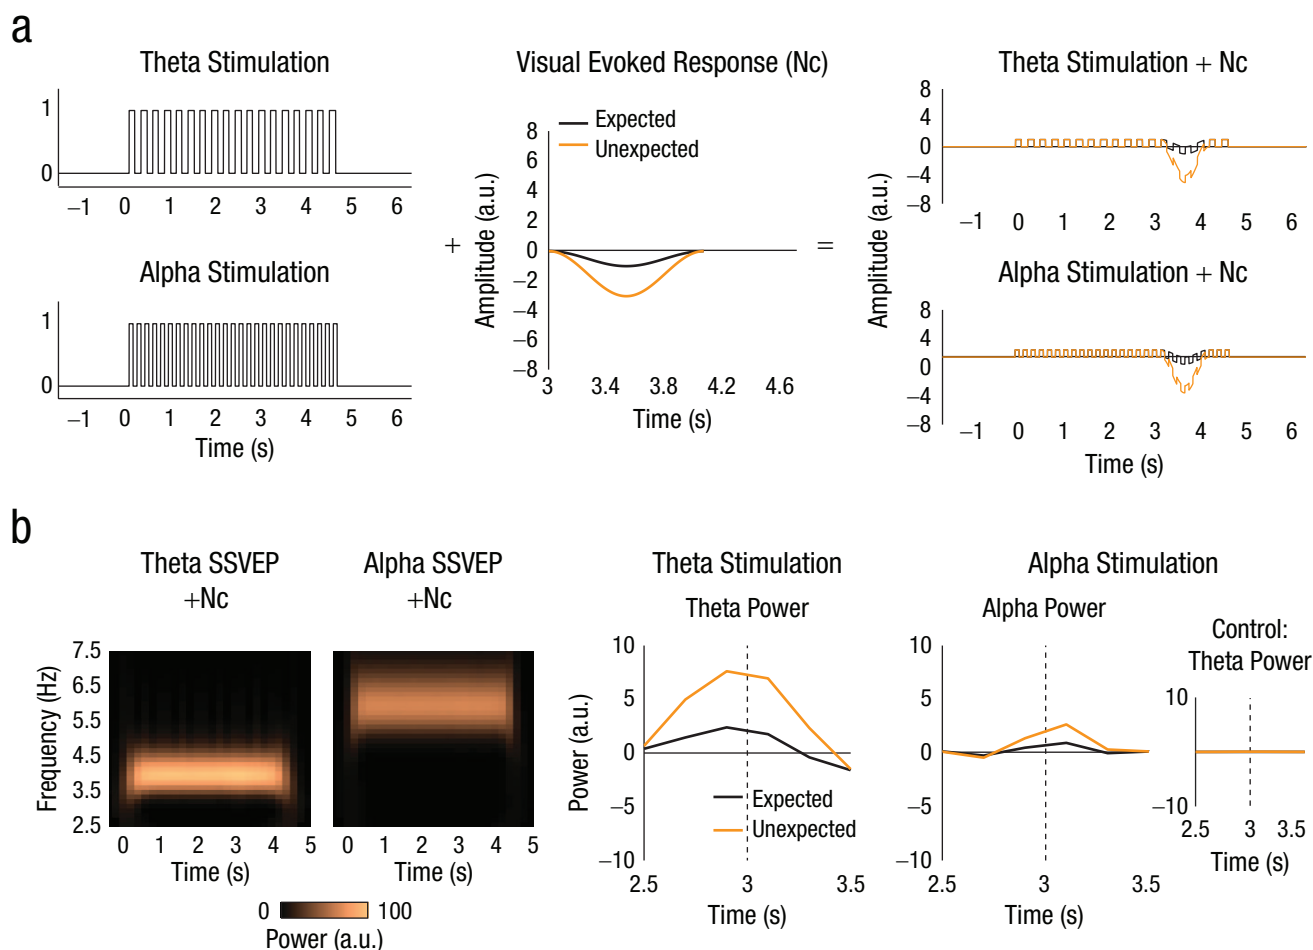 a
Theta Stimulation
1
0
−1 0 1 2 3 4 5 6
Alpha Stimulation
1
0
−1 0 1 2 3 4 5 6
Time (s)
+
Visual Evoked Response (Nc)
Expected
Unexpected
Amplitude (a.u.)
8
6
4
2
0
−2
−4
−6
−8
3 3.4 3.8 4.2 4.6
Time (s)
=
Amplitude (a.u.)
Theta Stimulation + Nc
8
4
0
−4
−8
−1 0 1 2 3 4 5 6
Alpha Stimulation + Nc
8
4
0
−4
−8
−1 0 1 2 3 4 5 6
Time (s)
b
Theta SSVEP
+Nc
Frequency (Hz)
7.5
6.5
5.5
4.5
3.5
2.5
0 1 2 3 4 5
Time (s)
Alpha SSVEP
+Nc
0 1 2 3 4 5
Time (s)
0 100
Power (a.u.)
Theta Stimulation
Theta Power
Power (a.u.)
10
5
0
−5
−10
Expected
Unexpected
2.5 3 3.5
Time (s)
Alpha Stimulation
Alpha Power
10
5
0
−5
−10
2.5 3 3.5
Time (s)
Control:
Theta Power
10
0
−10
2.5 3 3.5
Time (s)